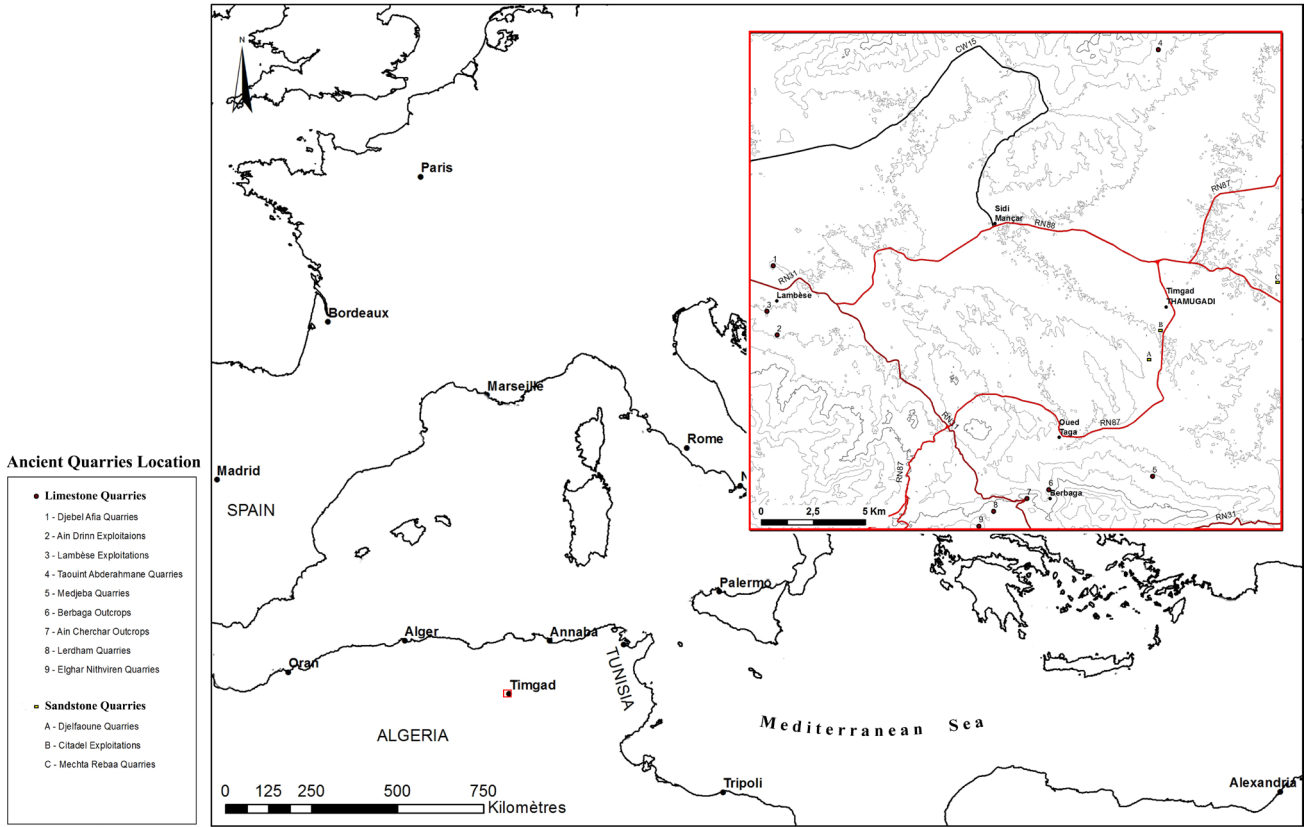 N
Paris
Bordeaux
Marseille
Rome
Madrid
SPAIN
Palermo
Alger
Annaba
Oran
TUNISIA
Timgad
ALGERIA
Mediterranean Sea
Tripoli
Alexandria
0 125 250 500 750
Kilomètres
CW15
4
RN87
Sidi
Mançar
RN88
1
RN31
Lambèse
3
2
C
Timgad
THAMUGADI
B
A
RN31
Oued
Taga
RN87
RN87
5
6
Berbaga
7
8
9
RN31
0 5 Km
Ancient Quarries Location
Limestone Quarries
1 - Djebel Afia Quarries
2 - Ain Drinn Exploitaions
3 - Lambèse Exploitations
4 - Taouint Abderahmane Quarries
5 - Medjeba Quarries
6 - Berbaga Outcrops
7 - Ain Cherchar Outcrops
8 - Lerdham Quarries
9 - Elghar Nithviren Quarries
Sandstone Quarries
A - Djelfaoune Quarries
B - Citadel Exploitations
C - Mechta Rebaa Quarries